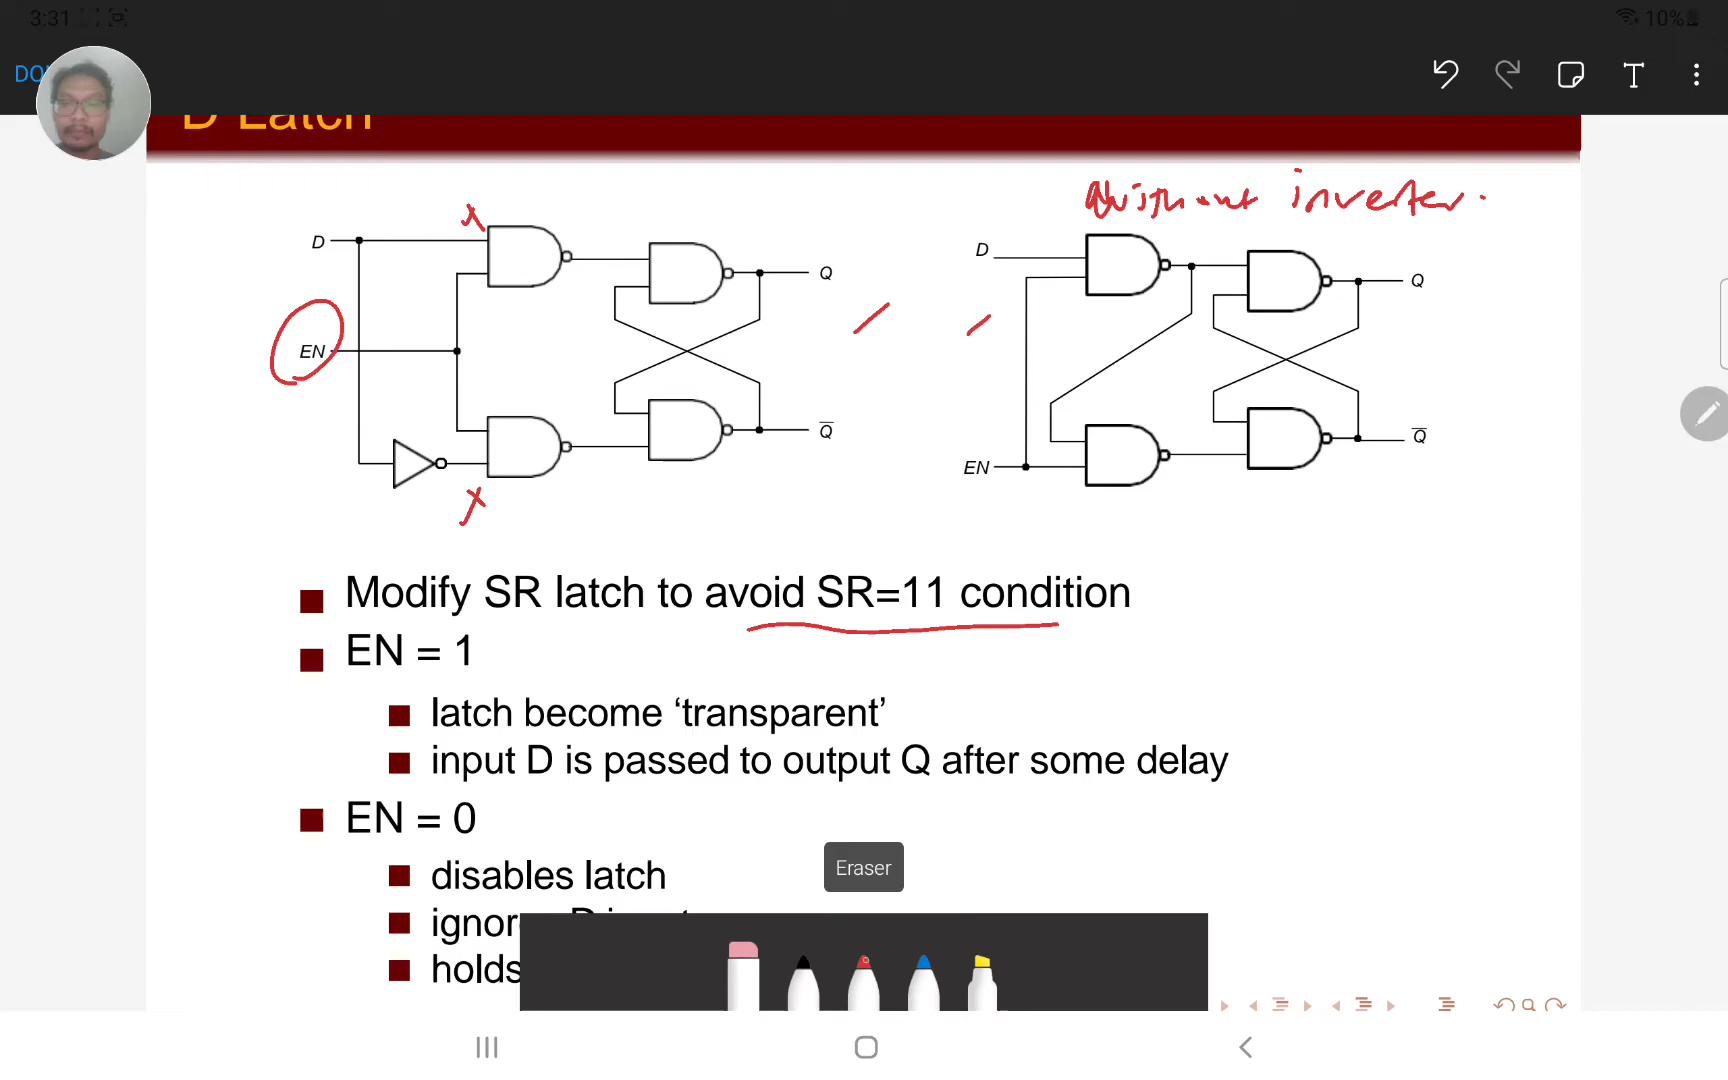 3:31
10%
D Latch
without inverter.
D
EN
Q
Q̅
D
EN
Q
Q̅
Modify SR latch to avoid SR=11 condition
EN = 1
latch become ‘transparent’
input D is passed to output Q after some delay
EN = 0
disables latch
holds
Eraser